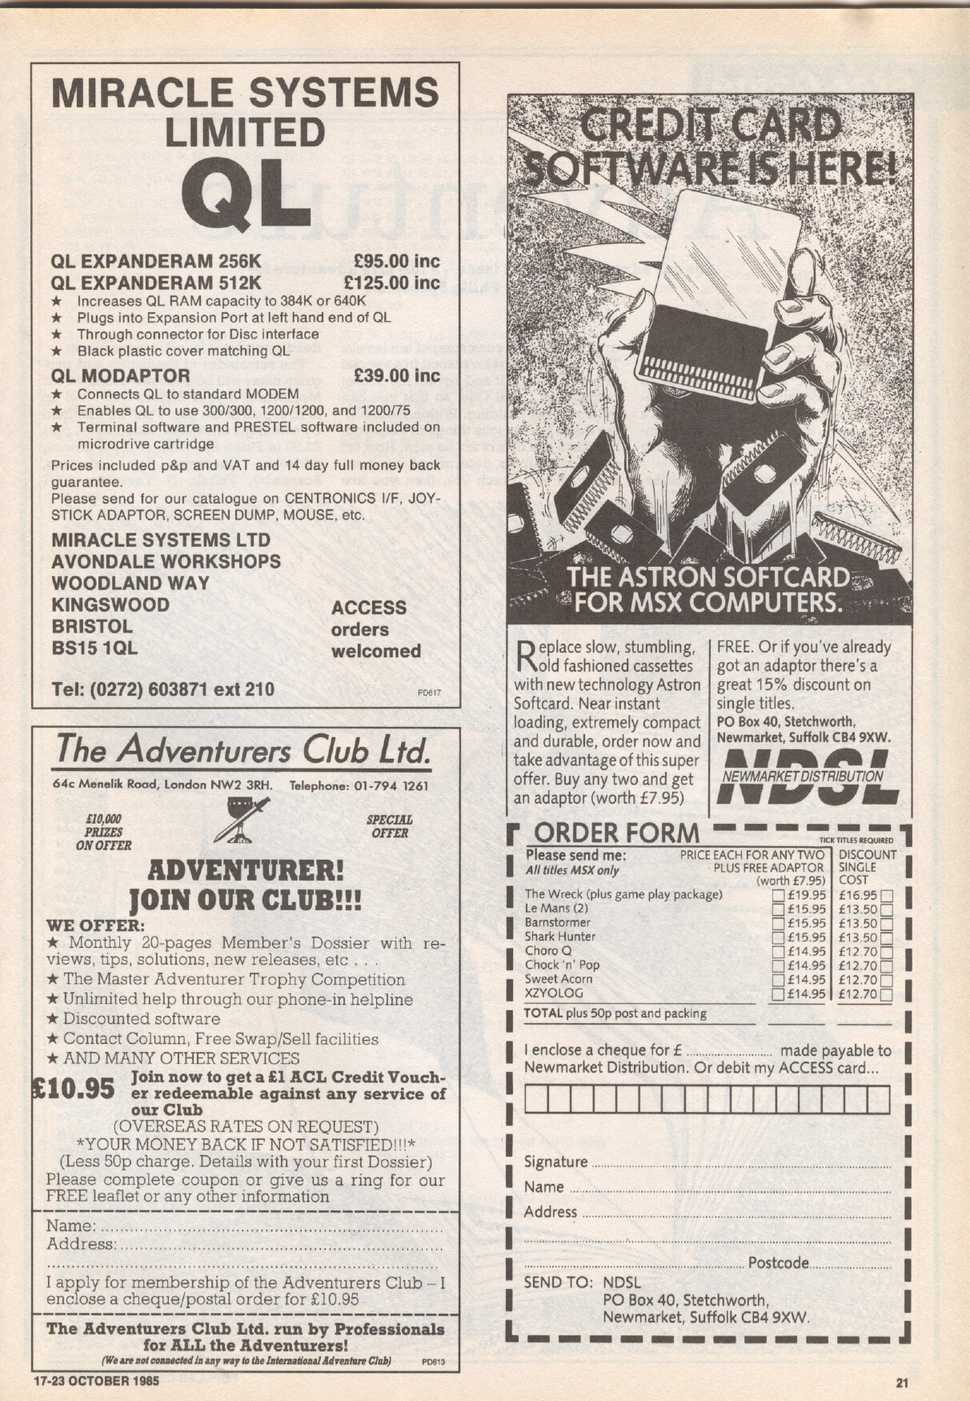 MIRACLE SYSTEMS
LIMITED
QL
QL EXPANDERAM 256K £95.00 inc
QL EXPANDERAM 512K £125.00 inc
★ Increases QL RAM capacity to 384K or 640K
★ Plugs into Expansion Port at left hand end of QL
★ Through connector for Disc interface
★ Black plastic cover matching QL
QL MODAPTOR £39.00 inc
★ Connects QL to standard MODEM
★ Enables QL to use 300/300, 1200/1200, and 1200/75
★ Terminal software and PRESTEL software included on
microdrive cartridge
Prices included p&p and VAT and 14 day full money back
guarantee.
Please send for our catalogue on CENTRONICS I/F, JOY-
STICK ADAPTOR, SCREEN DUMP, MOUSE, etc.
MIRACLE SYSTEMS LTD
AVONDALE WORKSHOPS
WOODLAND WAY
KINGSWOOD
BRISTOL
BS15 1QL
ACCESS
orders
welcomed
Tel: (0272) 603871 ext 210
PD617
The Adventurers Club Ltd.
64c Menelik Road, London NW2 3RH. Telephone: 01-794 1261
£10,000
PRIZES
ON OFFER
SPECIAL
OFFER
ADVENTURER!
JOIN OUR CLUB!!!
WE OFFER:
★ Monthly 20-pages Member's Dossier with re-
views, tips, solutions, new releases, etc . . .
★ The Master Adventurer Trophy Competition
★ Unlimited help through our phone-in helpline
★ Discounted software
★ Contact Column, Free Swap/Sell facilities
★ AND MANY OTHER SERVICES
£10.95
Join now to get a £1 ACL Credit Vouch-
er redeemable against any service of
our Club
(OVERSEAS RATES ON REQUEST)
*YOUR MONEY BACK IF NOT SATISFIED!!!*
(Less 50p charge. Details with your first Dossier)
Please complete coupon or give us a ring for our
FREE leaflet or any other information
Name:
Address:
I apply for membership of the Adventurers Club – I
enclose a cheque/postal order for £10.95
The Adventurers Club Ltd. run by Professionals
for ALL the Adventurers!
(We are not connected in any way to the International Adventure Club)
PD613
CREDIT CARD
SOFTWARE IS HERE!
THE ASTRON SOFTCARD
FOR MSX COMPUTERS.
Replace slow, stumbling,
old fashioned cassettes
with new technology Astron
Softcard. Near instant
loading, extremely compact
and durable, order now and
take advantage of this super
offer. Buy any two and get
an adaptor (worth £7.95)
FREE. Or if you've already
got an adaptor there's a
great 15% discount on
single titles.
PO Box 40, Stetchworth,
Newmarket, Suffolk CB4 9XW.
NDSL
NEWMARKET DISTRIBUTION
ORDER FORM
TICK TITLES REQUIRED
Please send me:
All titles MSX only
PRICE EACH FOR ANY TWO
PLUS FREE ADAPTOR
(worth £7.95)
DISCOUNT
SINGLE
COST
The Wreck (plus game play package) £19.95 £16.95
Le Mans (2) £15.95 £13.50
Barnstormer £15.95 £13.50
Shark Hunter £15.95 £13.50
Choro Q £14.95 £12.70
Chock 'n' Pop £14.95 £12.70
Sweet Acorn £14.95 £12.70
XZYOLOG £14.95 £12.70
TOTAL plus 50p post and packing
I enclose a cheque for £ made payable to
Newmarket Distribution. Or debit my ACCESS card...
Signature
Name
Address
Postcode
SEND TO: NDSL
PO Box 40, Stetchworth,
Newmarket, Suffolk CB4 9XW.
17-23 OCTOBER 1985
21